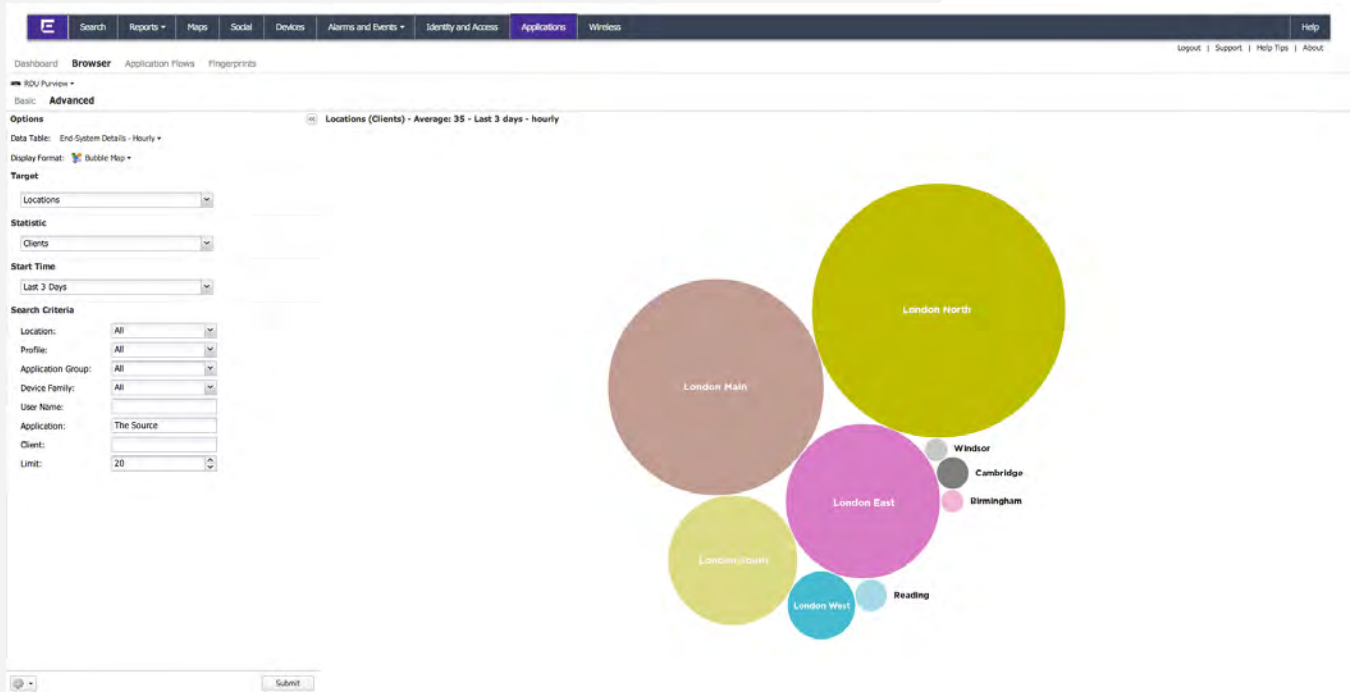 E Search Reports Maps Social Devices Alarms and Events Identity and Access Applications Wireless Help
Logout | Support | Help Tips | About
Dashboard Browser Application Flows Fingerprints
RDU Purview
Basic Advanced
Options
Locations (Clients) - Average: 35 - Last 3 days - hourly
Data Table: End-System Details - Hourly
Display Format: Bubble Map
Target
Locations
Statistic
Clients
Start Time
Last 3 Days
Search Criteria
Location: All
Profile: All
Application Group: All
Device Family: All
User Name:
Application: The Source
Client:
Limit: 20
London North
London Main
Windsor
Cambridge
Birmingham
London East
London South
Reading
London West
Submit